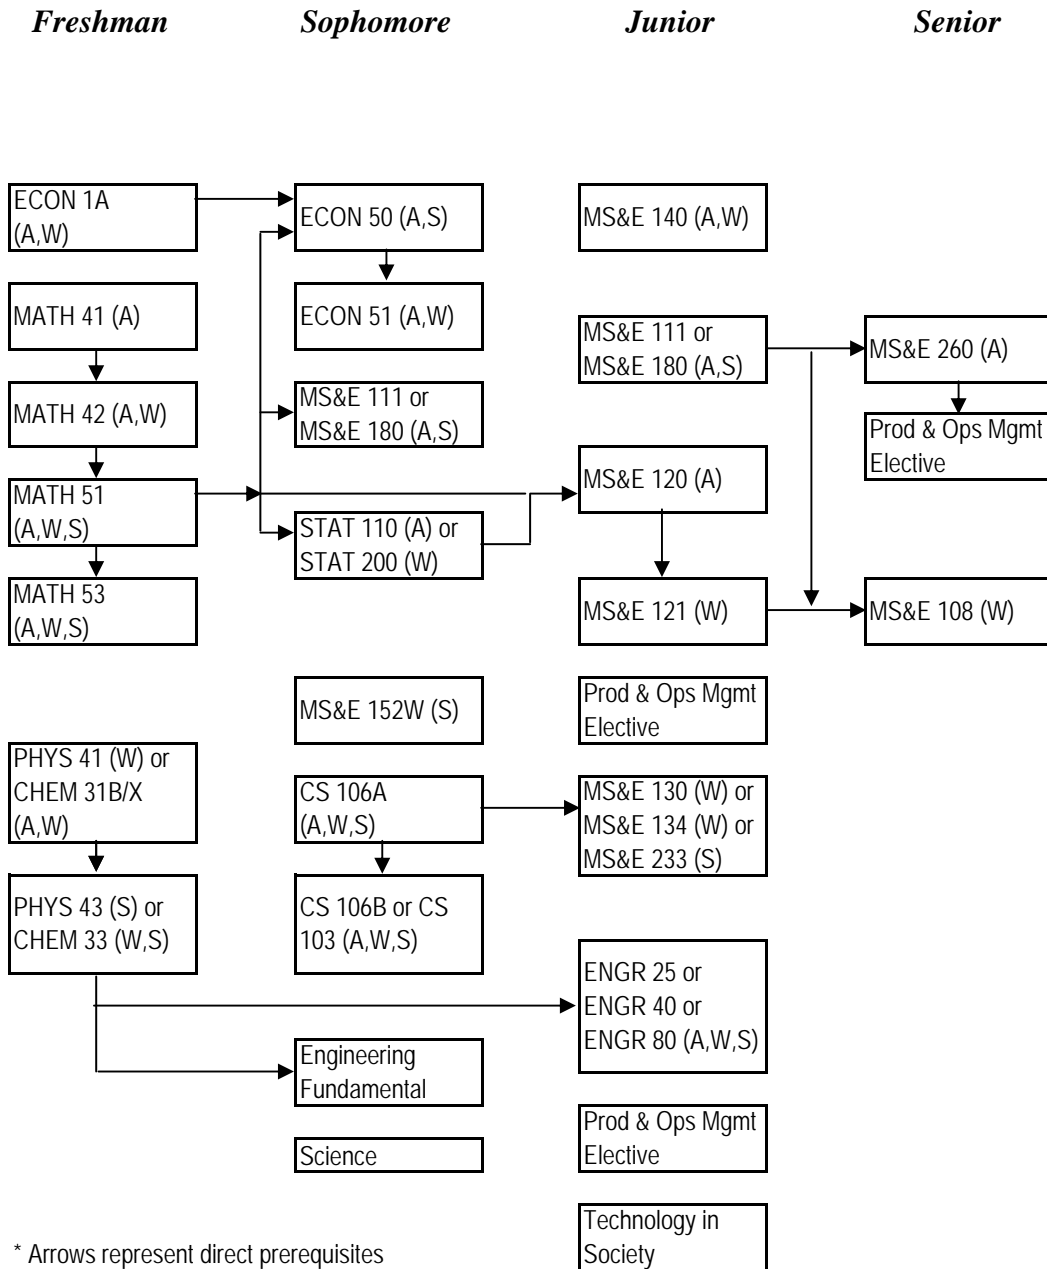 Freshman
Sophomore
Junior
Senior
ECON 1A
(A,W)
MATH 41 (A)
MATH 42 (A,W)
MATH 51
(A,W,S)
MATH 53
(A,W,S)
PHYS 41 (W) or
CHEM 31B/X
(A,W)
PHYS 43 (S) or
CHEM 33 (W,S)
ECON 50 (A,S)
ECON 51 (A,W)
MS&E 111 or
MS&E 180 (A,S)
STAT 110 (A) or
STAT 200 (W)
MS&E 152W (S)
CS 106A
(A,W,S)
CS 106B or CS
103 (A,W,S)
Engineering
Fundamental
Science
MS&E 140 (A,W)
MS&E 111 or
MS&E 180 (A,S)
MS&E 120 (A)
MS&E 121 (W)
Prod & Ops Mgmt
Elective
MS&E 130 (W) or
MS&E 134 (W) or
MS&E 233 (S)
ENGR 25 or
ENGR 40 or
ENGR 80 (A,W,S)
Prod & Ops Mgmt
Elective
Technology in
Society
MS&E 260 (A)
Prod & Ops Mgmt
Elective
MS&E 108 (W)
* Arrows represent direct prerequisites